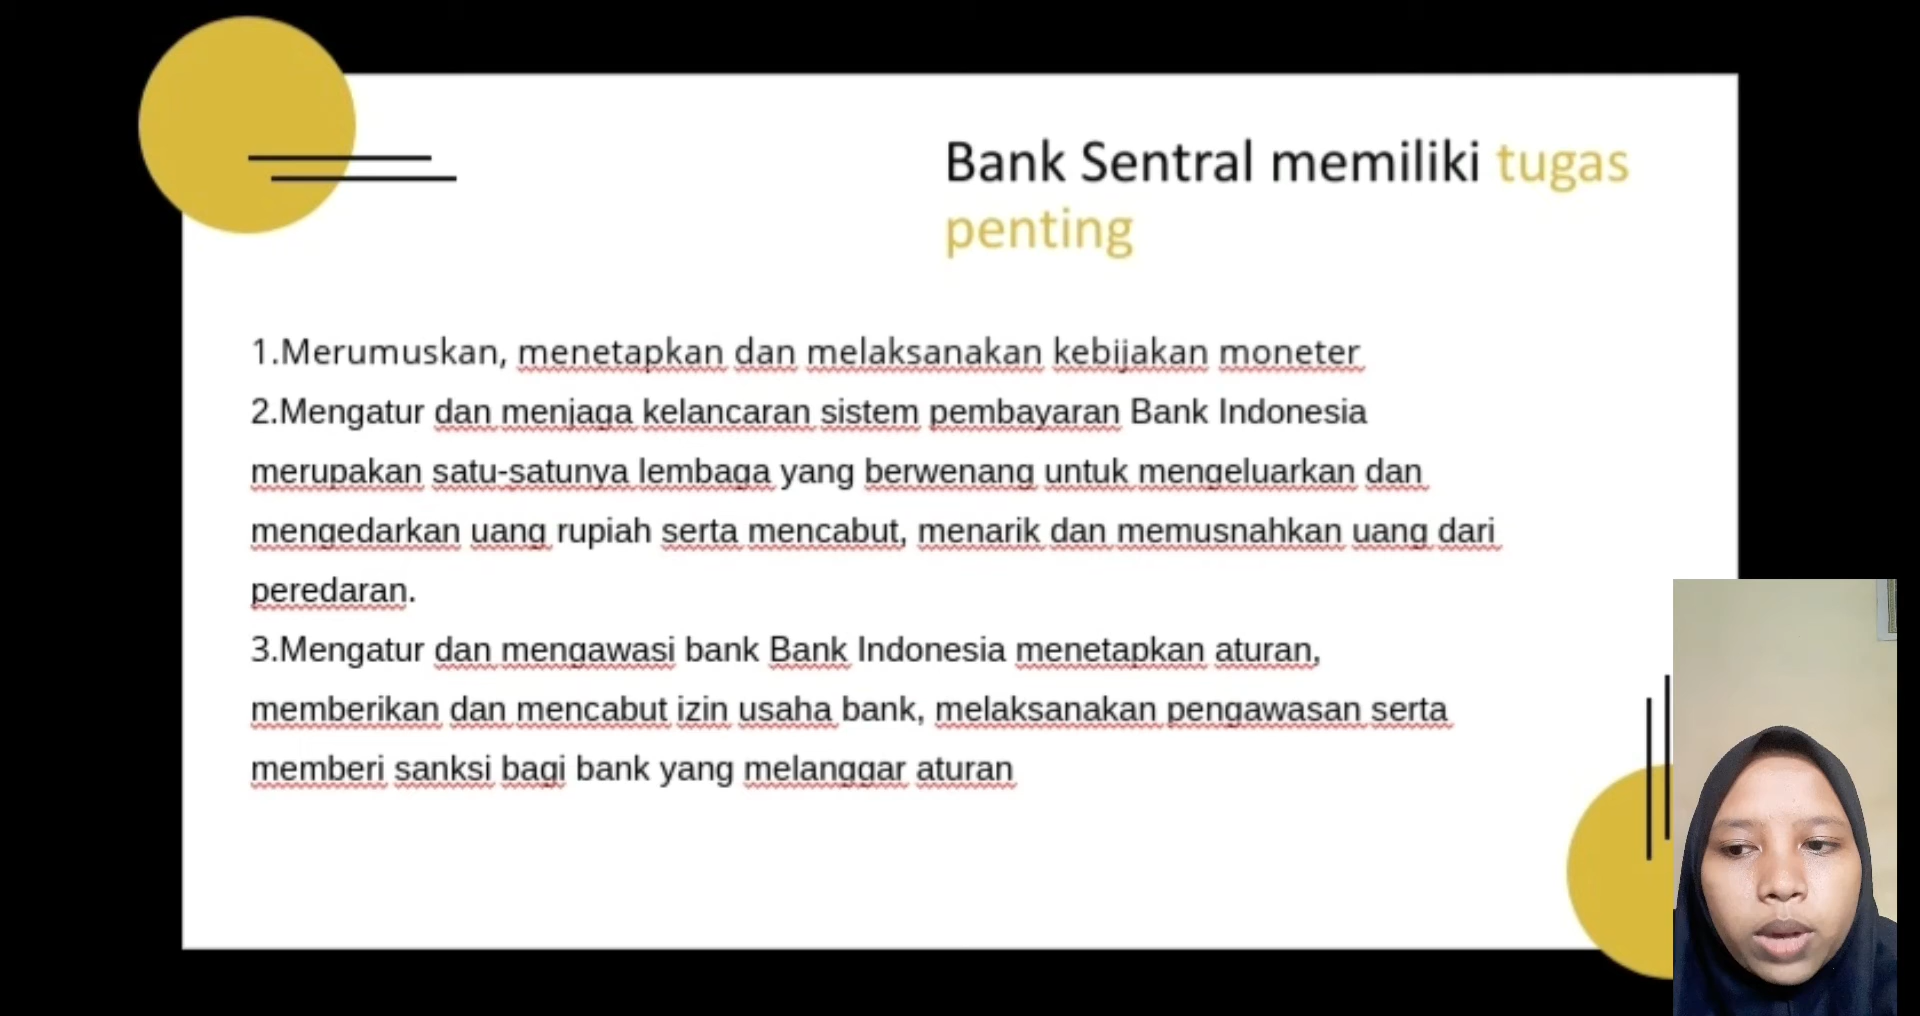 Bank Sentral memiliki tugas
penting
1.Merumuskan, menetapkan dan melaksanakan kebijakan moneter
2.Mengatur dan menjaga kelancaran sistem pembayaran Bank Indonesia
merupakan satu-satunya lembaga yang berwenang untuk mengeluarkan dan
mengedarkan uang rupiah serta mencabut, menarik dan memusnahkan uang dari
peredaran.
3.Mengatur dan mengawasi bank Bank Indonesia menetapkan aturan,
memberikan dan mencabut izin usaha bank, melaksanakan pengawasan serta
memberi sanksi bagi bank yang melanggar aturan